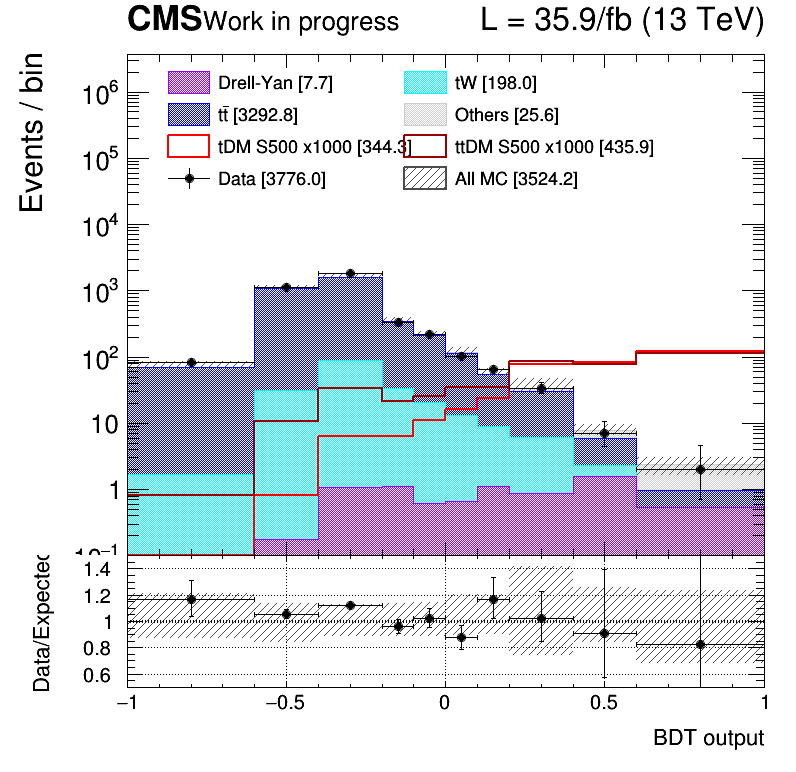 CMS Work in progress L = 35.9/fb (13 TeV)
Events / bin
Drell-Yan [7.7] tW [198.0]
tt̄ [3292.8] Others [25.6]
tDM S500 x1000 [344.3] ttDM S500 x1000 [435.9]
Data [3776.0] All MC [3524.2]
10⁶
10⁵
10⁴
10³
10²
10
1
10⁻¹
Data/Expected
1.4
1.2
1
0.8
0.6
−1 −0.5 0 0.5 1
BDT output